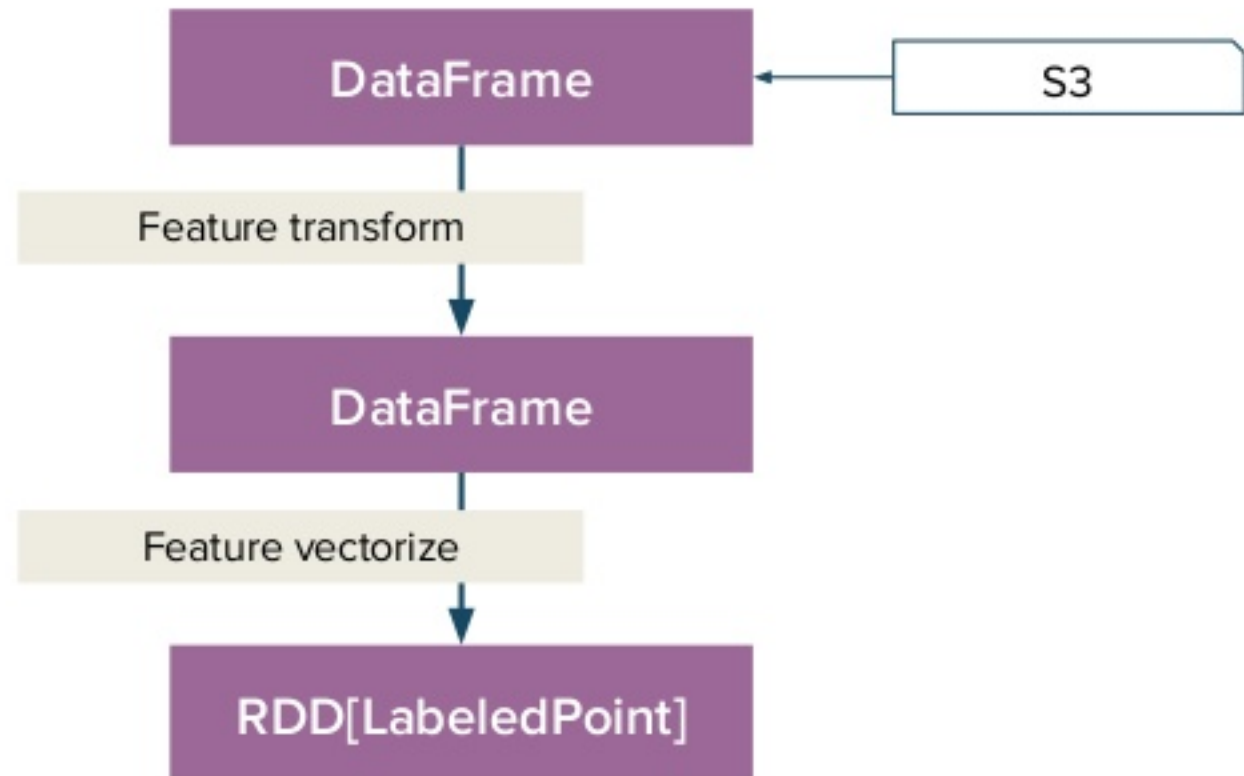 DataFrame
S3
Feature transform
DataFrame
Feature vectorize
RDD[LabeledPoint]